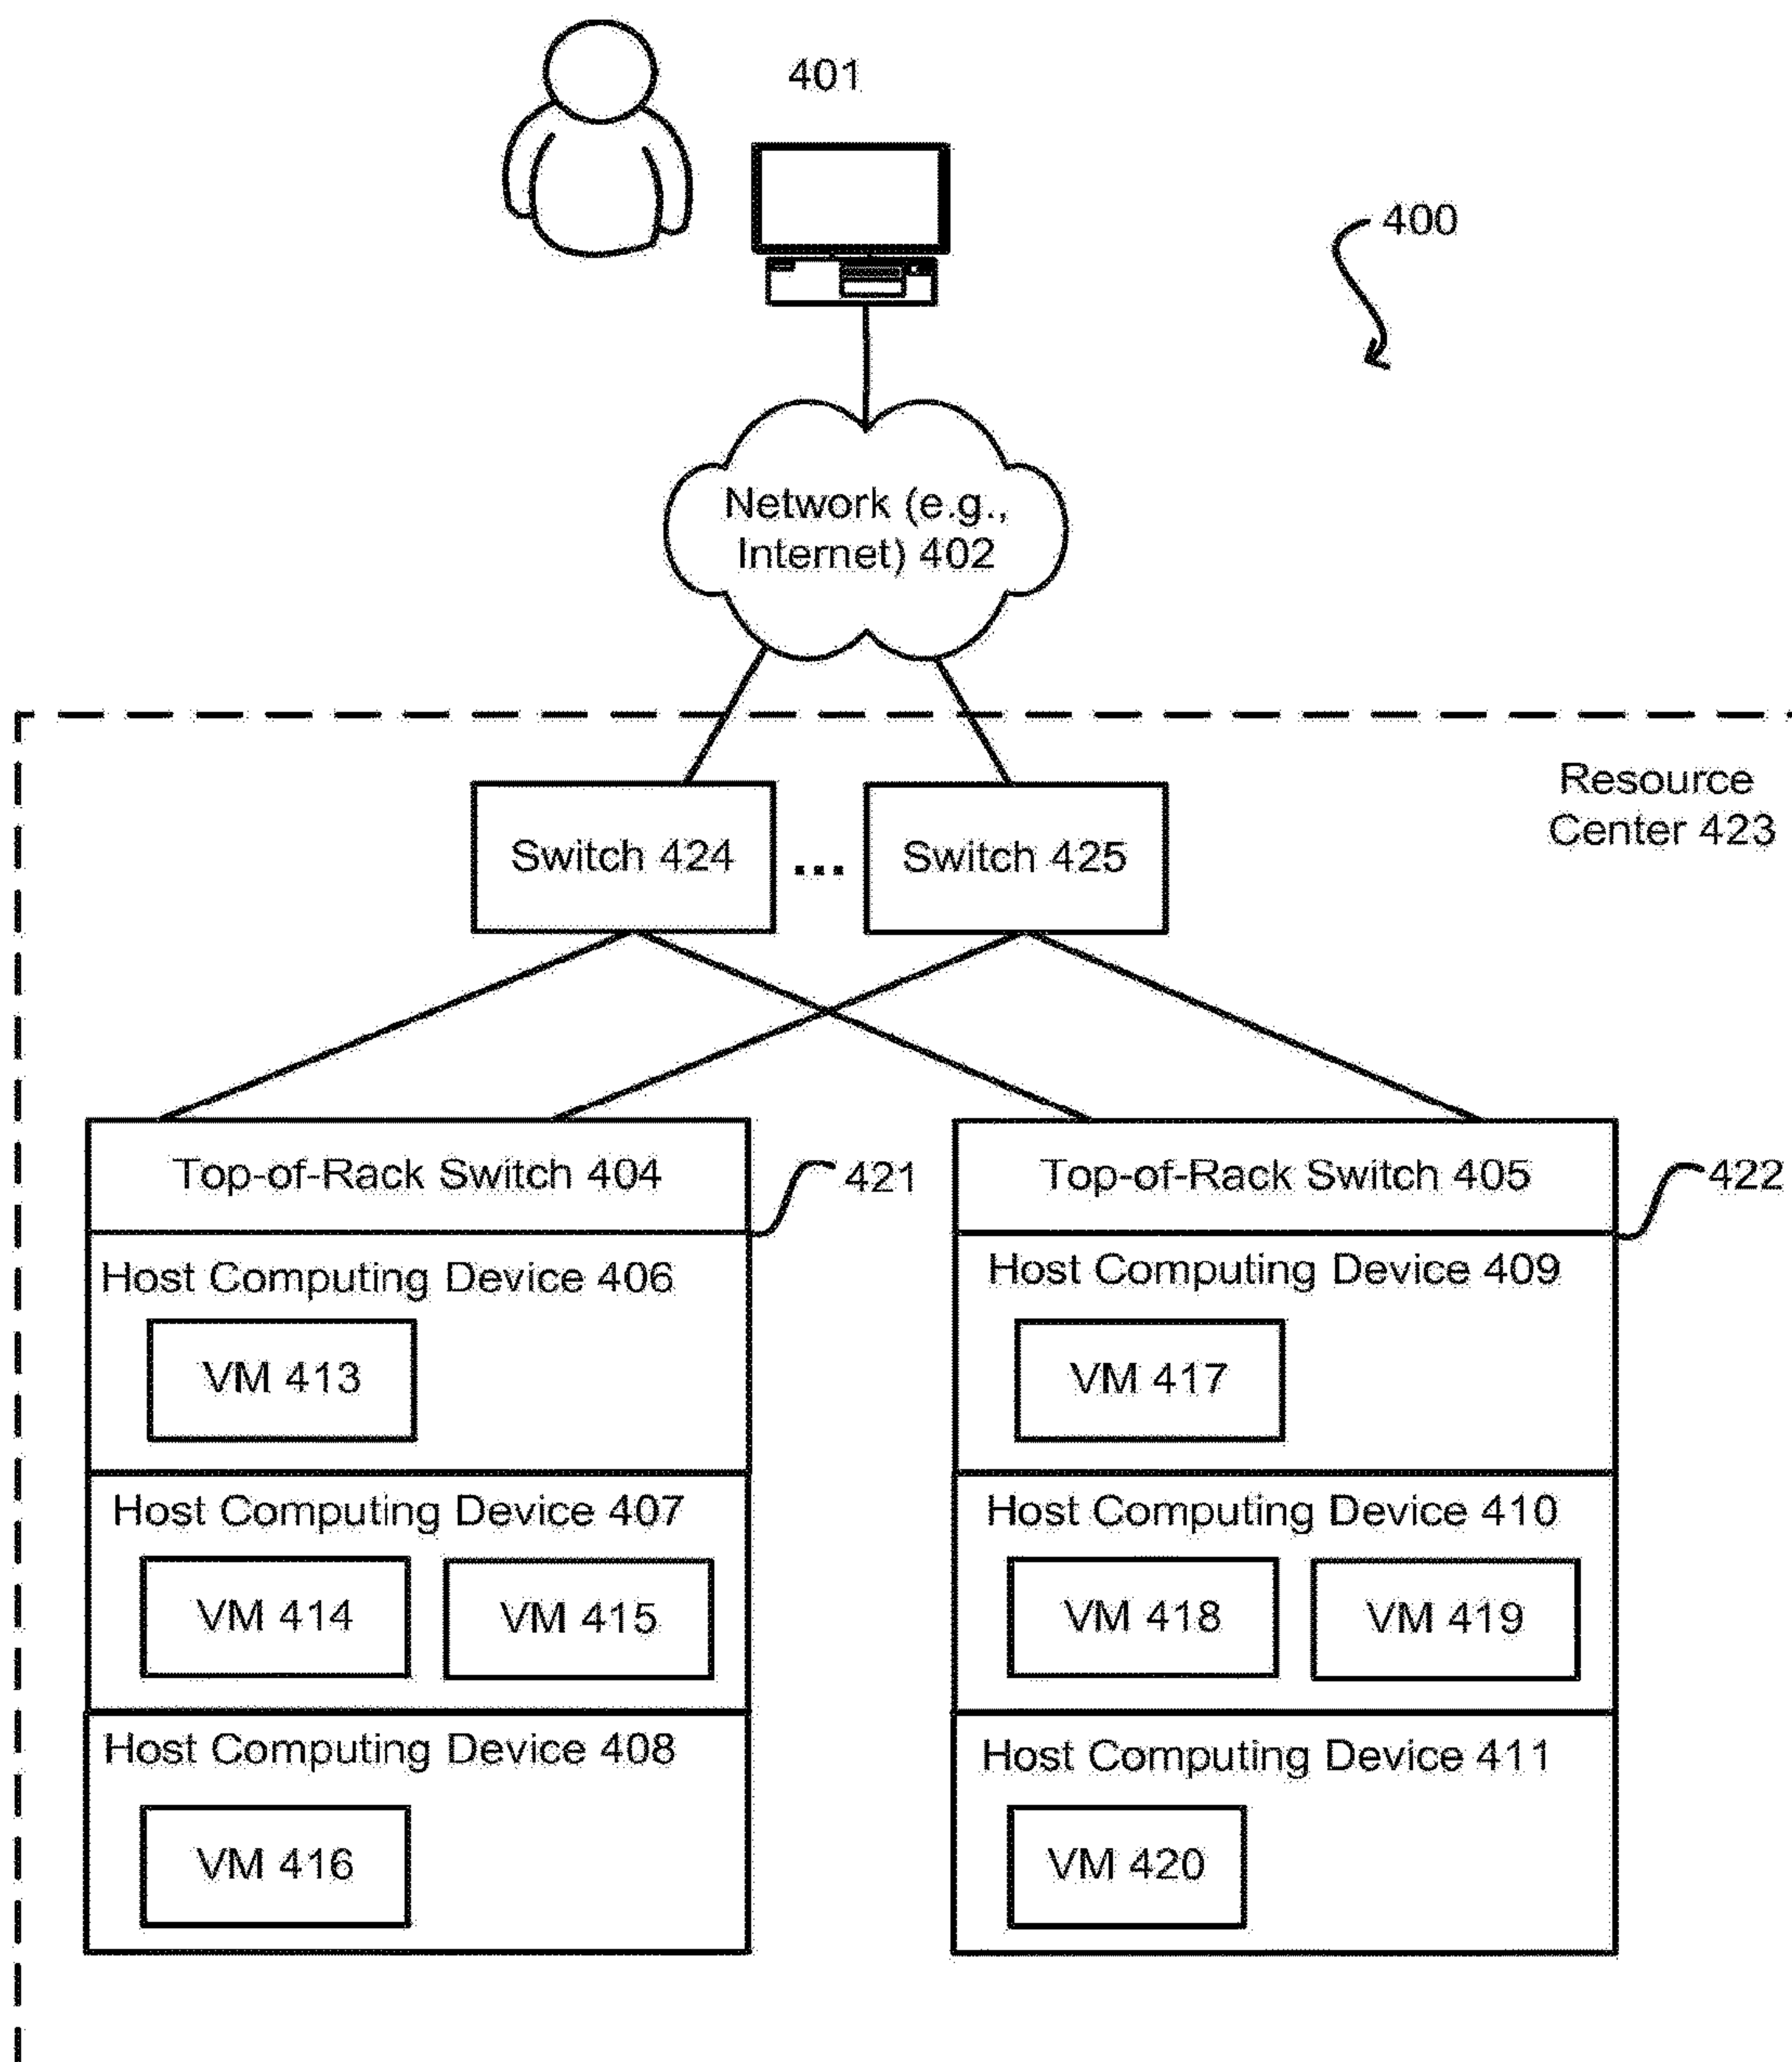 401
400
Network (e.g.,
Internet) 402
Resource
Center 423
Switch 424
...
Switch 425
Top-of-Rack Switch 404
421
Top-of-Rack Switch 405
422
Host Computing Device 406
VM 413
Host Computing Device 409
VM 417
Host Computing Device 407
VM 414
VM 415
Host Computing Device 410
VM 418
VM 419
Host Computing Device 408
VM 416
Host Computing Device 411
VM 420